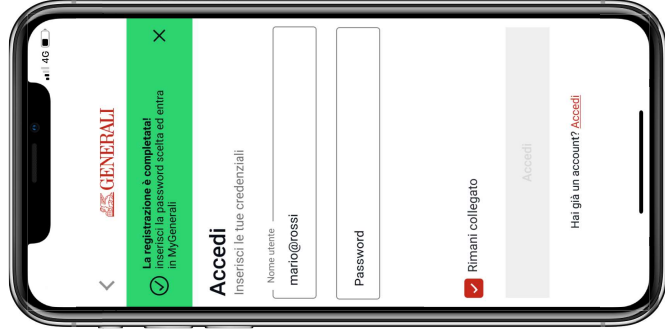 4G
GENERALI
La registrazione è completata!
inserisci la password scelta ed entra
in MyGenerali
Accedi
Inserisci le tue credenziali
Nome utente
mario@rossi
Password
Rimani collegato
Accedi
Hai già un account? Accedi